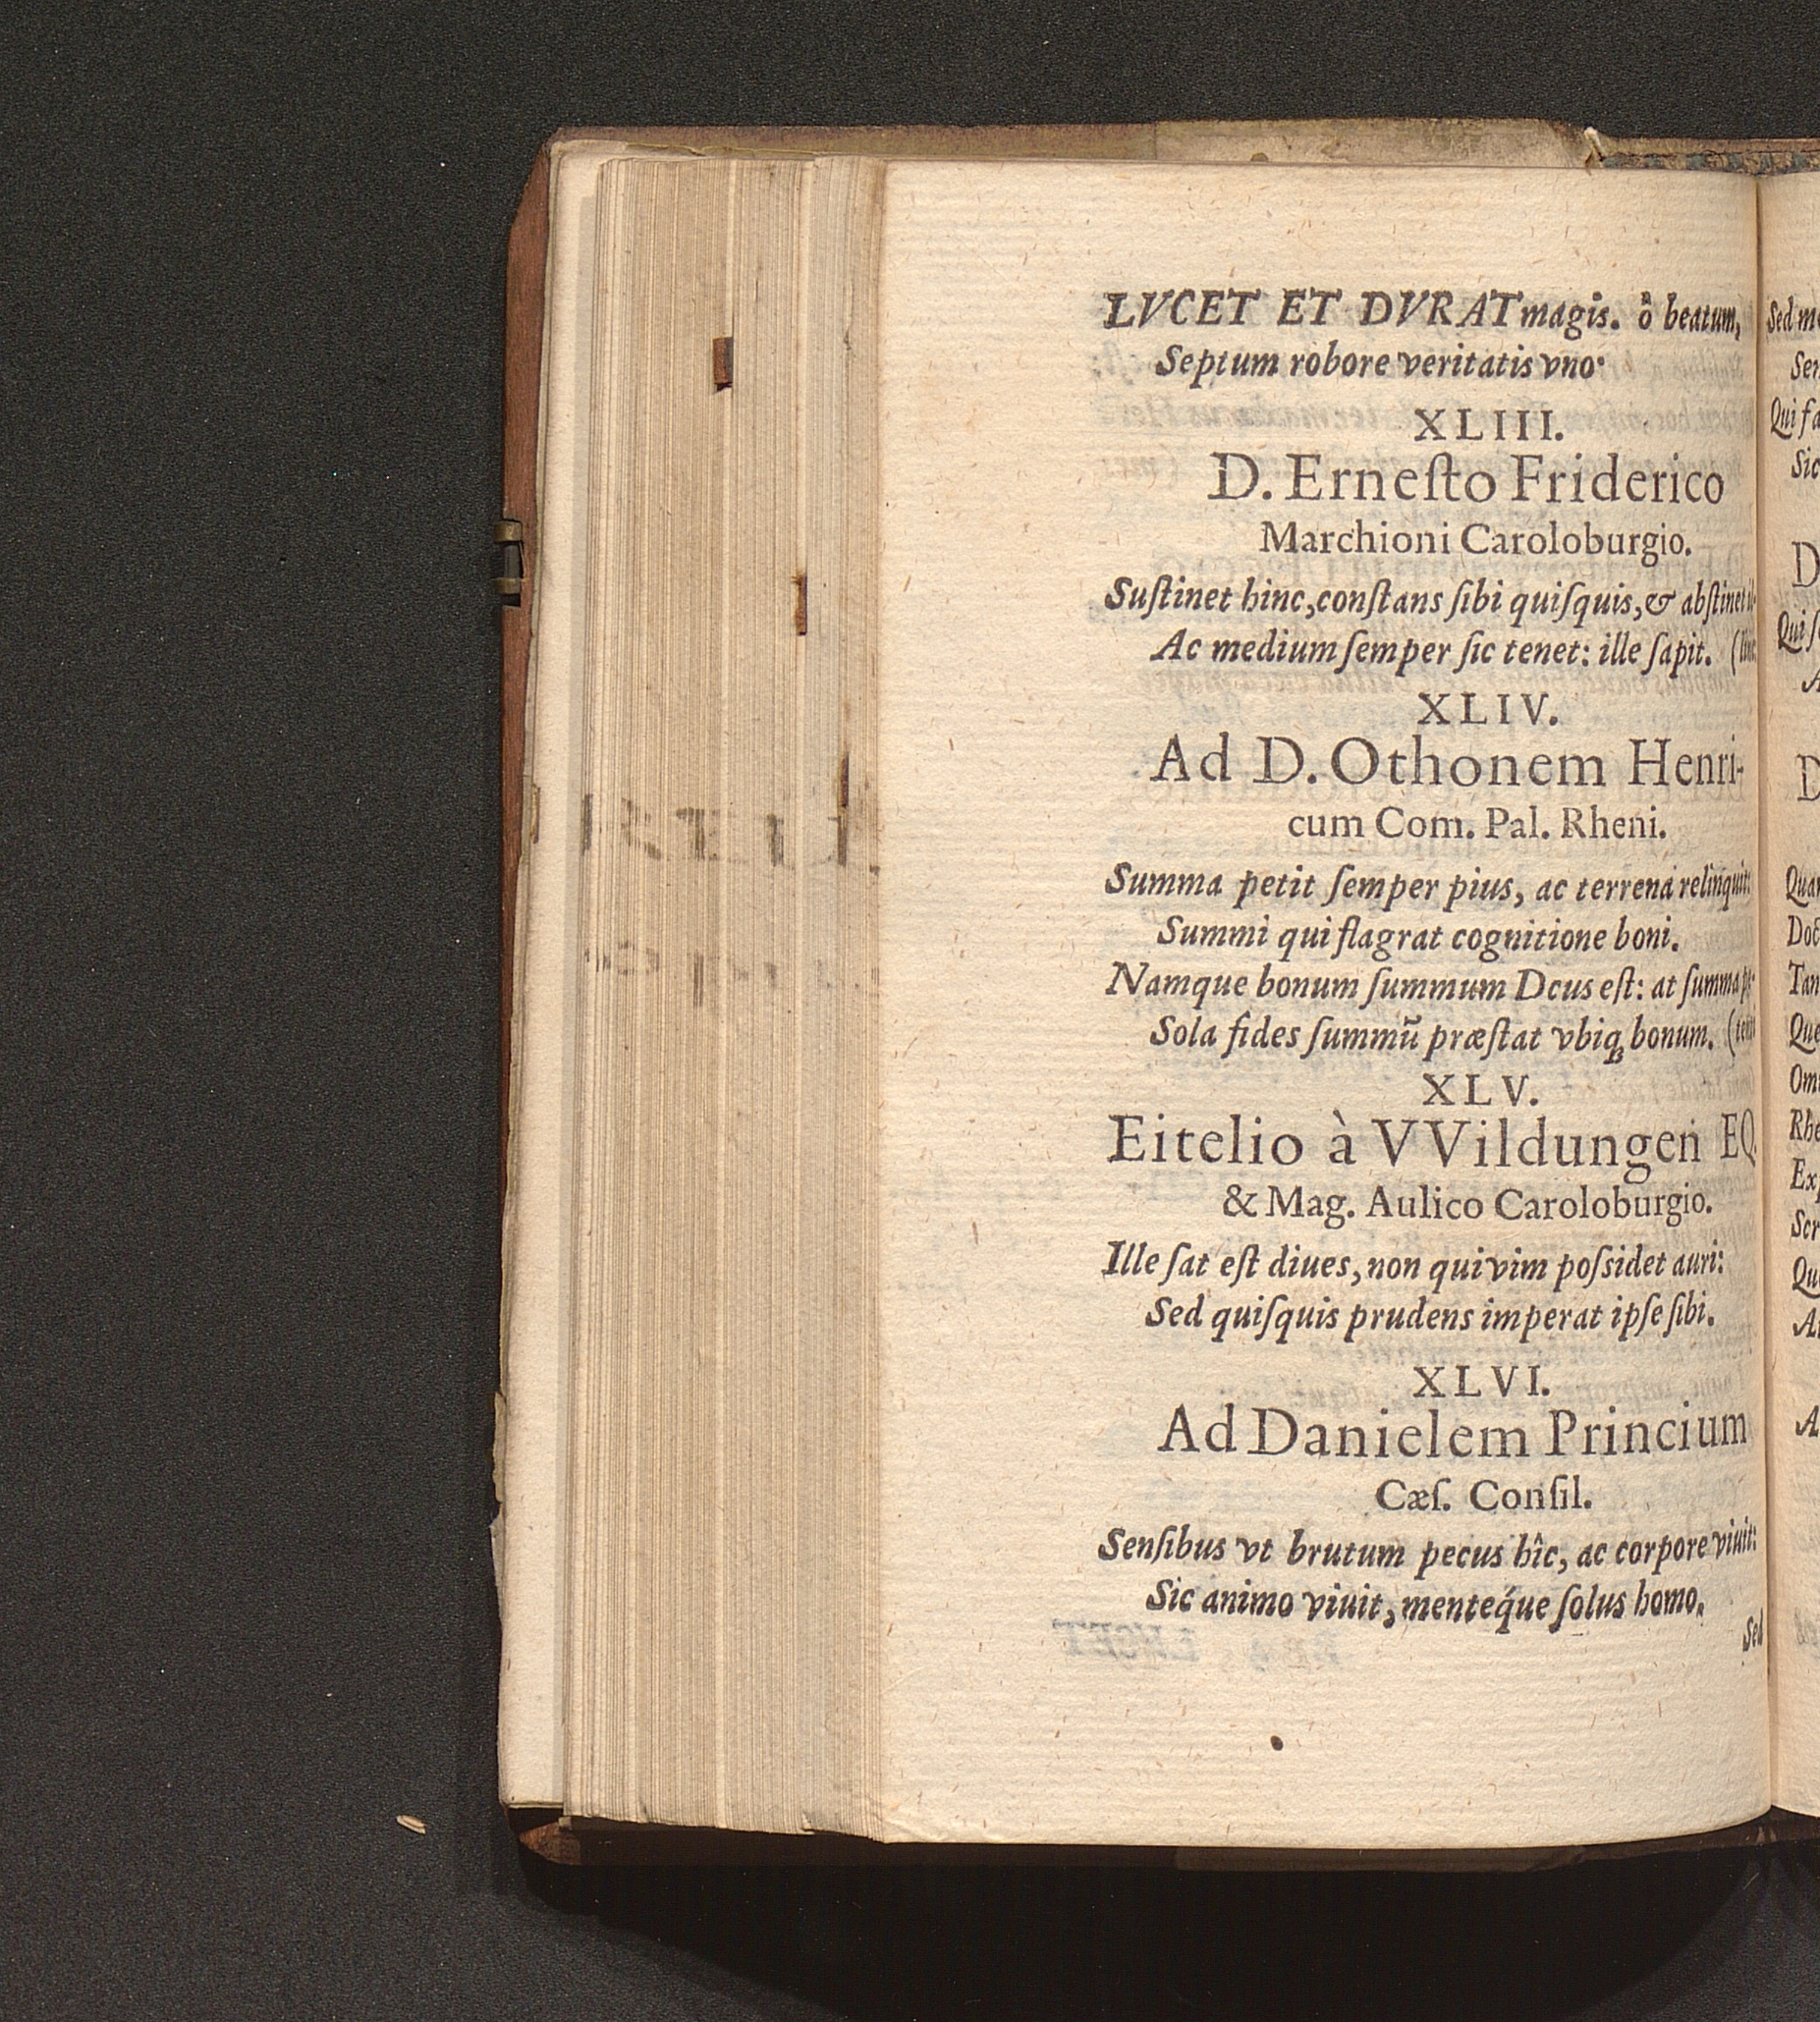 LVCET ET DVRAT magis. ô beatum,
Septum robore veritatis vno.
XLIII.
D. Erneſto Friderico
Marchioni Caroloburgio.
Suſtinet hinc, conſtans ſibi quiſquis, & abſtinet
Ac medium ſemper ſic tenet: ille ſapit.
XLIV.
Ad D. Othonem Henri-
cum Com. Pal. Rheni.
Summa petit ſemper pius, ac terrena relinquit:
Summi qui flagrat cognitione boni.
Namque bonum ſummum Dcus eſt: at ſumma
Sola fides ſummū præſtat vbiq; bonum.
XLV.
Eitelio à VVildungen EQ.
& Mag. Aulico Caroloburgio.
Ille ſat eſt diues, non qui vim poſsidet auri:
Sed quiſquis prudens imperat ipſe ſibi.
XLVI.
Ad Danielem Princium
Cæſ. Conſil.
Senſibus vt brutum pecus hîc, ac corpore viuit:
Sic animo viuit, menteq́ue ſolus homo.
Sed